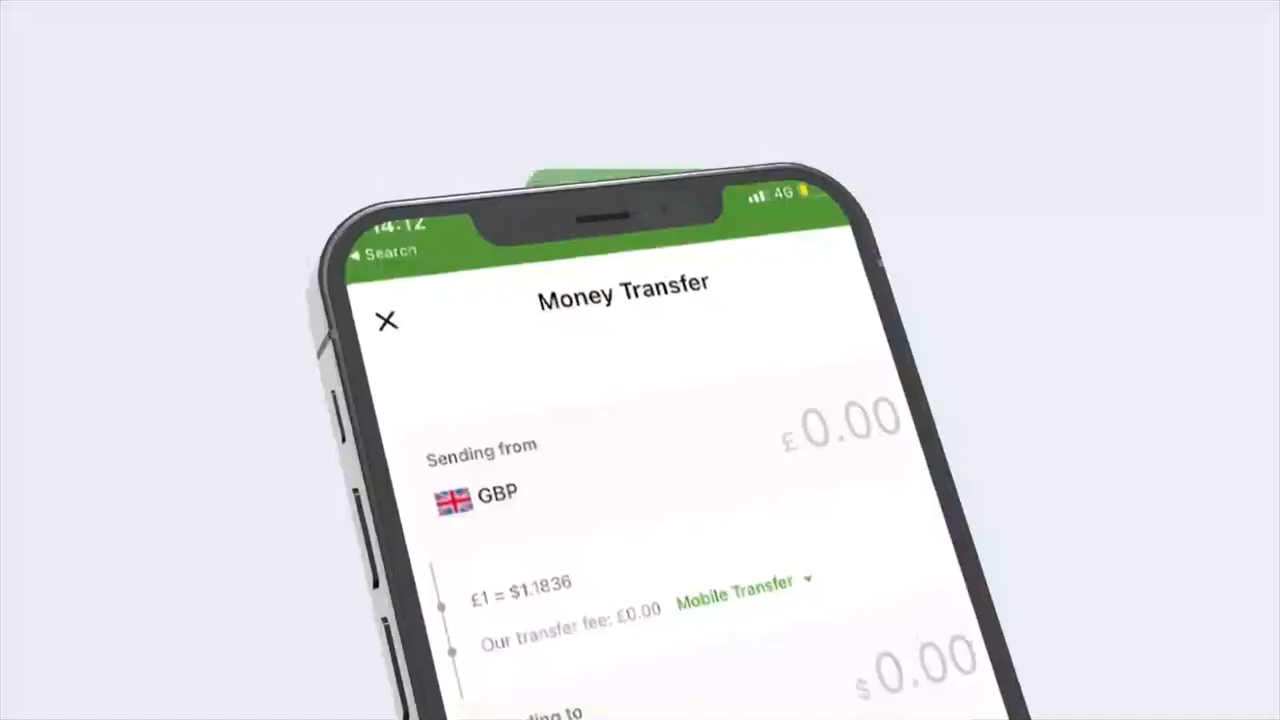 14:12
4G
Search
Money Transfer
£0.00
Sending from
GBP
£1 = $1.1836
Our transfer fee: £0.00 Mobile Transfer
$0.00
to